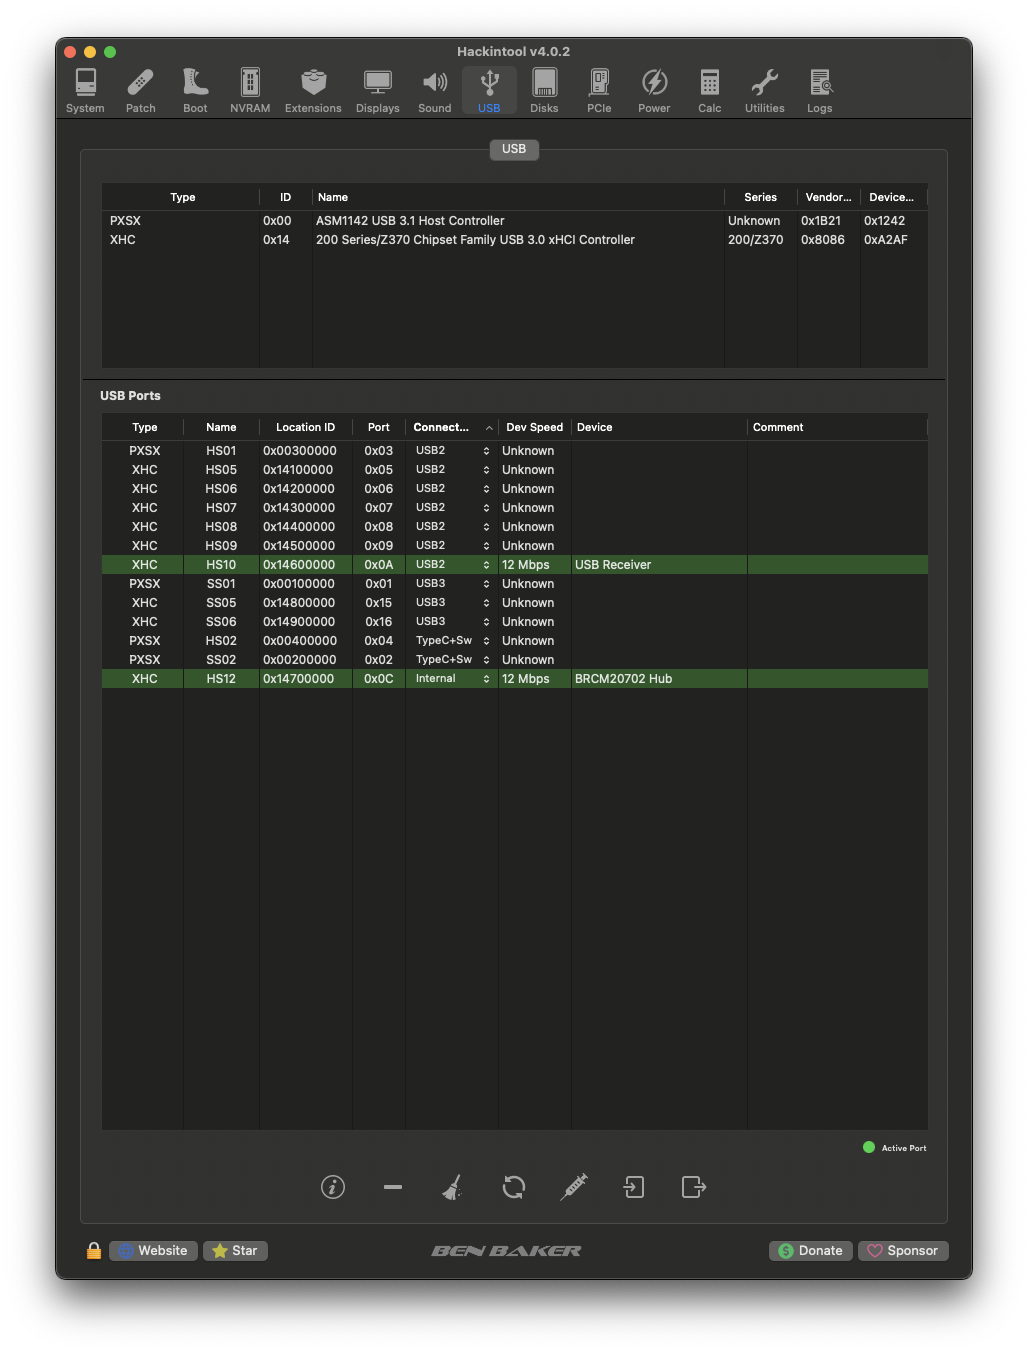 Hackintool v4.0.2
System Patch Boot NVRAM Extensions Displays Sound USB Disks PCIe Power Calc Utilities Logs
USB
Type ID Name Series Vendor... Device...
PXSX 0x00 ASM1142 USB 3.1 Host Controller Unknown 0x1B21 0x1242
XHC 0x14 200 Series/Z370 Chipset Family USB 3.0 xHCI Controller 200/Z370 0x8086 0xA2AF
USB Ports
Type Name Location ID Port Connect... Dev Speed Device Comment
PXSX HS01 0x00300000 0x03 USB2 Unknown
XHC HS05 0x14100000 0x05 USB2 Unknown
XHC HS06 0x14200000 0x06 USB2 Unknown
XHC HS07 0x14300000 0x07 USB2 Unknown
XHC HS08 0x14400000 0x08 USB2 Unknown
XHC HS09 0x14500000 0x09 USB2 Unknown
XHC HS10 0x14600000 0x0A USB2 12 Mbps USB Receiver
PXSX SS01 0x00100000 0x01 USB3 Unknown
XHC SS05 0x14800000 0x15 USB3 Unknown
XHC SS06 0x14900000 0x16 USB3 Unknown
PXSX HS02 0x00400000 0x04 TypeC+Sw Unknown
PXSX SS02 0x00200000 0x02 TypeC+Sw Unknown
XHC HS12 0x14700000 0x0C Internal 12 Mbps BRCM20702 Hub
Active Port
Website Star BEN BAKER Donate Sponsor